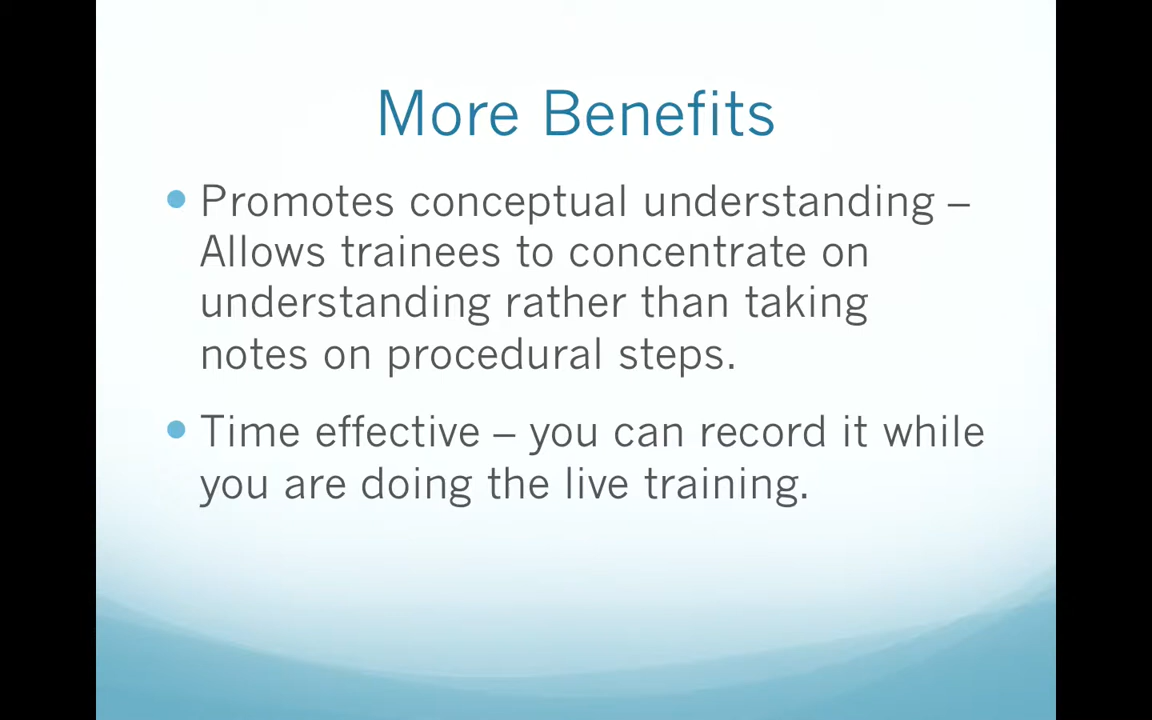 More Benefits
• Promotes conceptual understanding –
Allows trainees to concentrate on
understanding rather than taking
notes on procedural steps.
• Time effective – you can record it while
you are doing the live training.